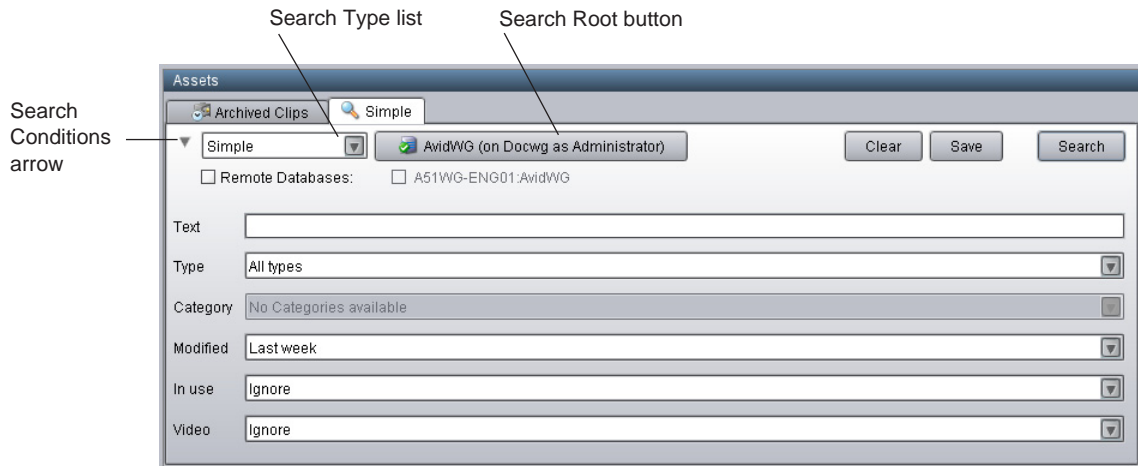 Search Type list
Search Root button
Assets
Archived Clips
Simple
Search
Conditions
arrow
Simple
AvidWG (on Docwg as Administrator)
Clear
Save
Search
Remote Databases:
A51WG-ENG01:AvidWG
Text
Type
All types
Category
No Categories available
Modified
Last week
In use
Ignore
Video
Ignore